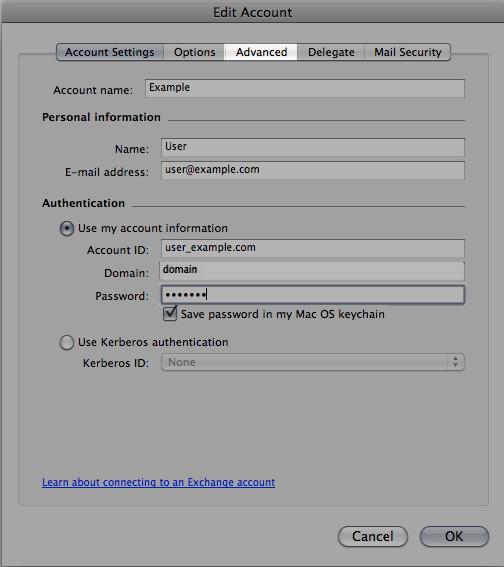 Edit Account
Account Settings Options Advanced Delegate Mail Security
Account name: Example
Personal information
Name: User
E-mail address: user@example.com
Authentication
Use my account information
Account ID: user_example.com
Domain: domain
Password: •••••••
Save password in my Mac OS keychain
Use Kerberos authentication
Kerberos ID: None
Learn about connecting to an Exchange account
Cancel OK